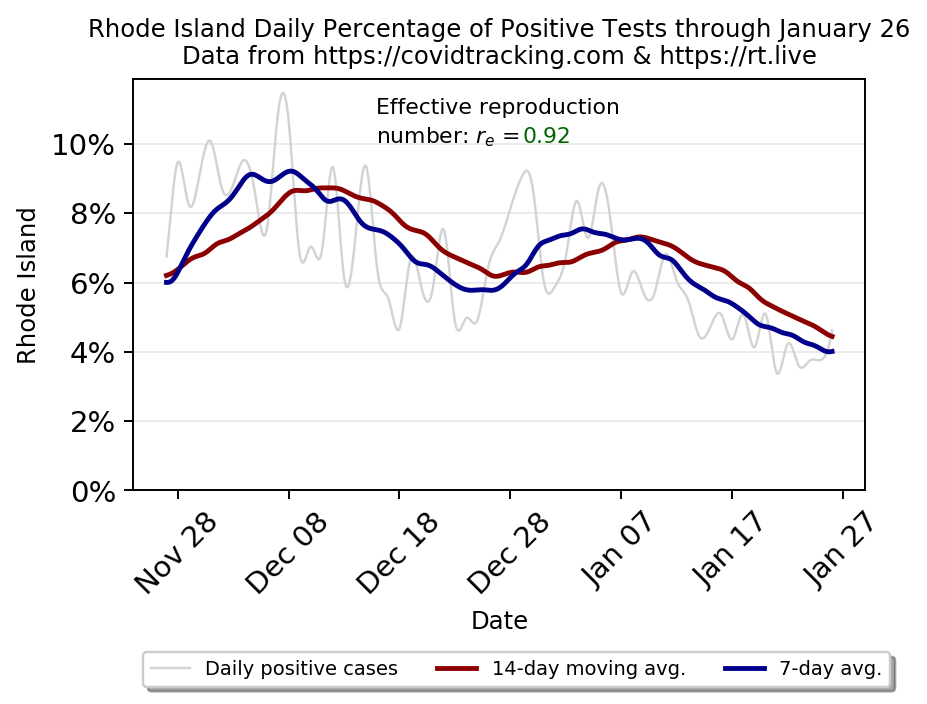 Rhode Island Daily Percentage of Positive Tests through January 26
Data from https://covidtracking.com & https://rt.live
Effective reproduction
number: rₑ =0.92
10%
8%
6%
4%
2%
0%
Rhode Island
Nov 28
Dec 08
Dec 18
Dec 28
Jan 07
Jan 17
Jan 27
Date
Daily positive cases
14-day moving avg.
7-day avg.